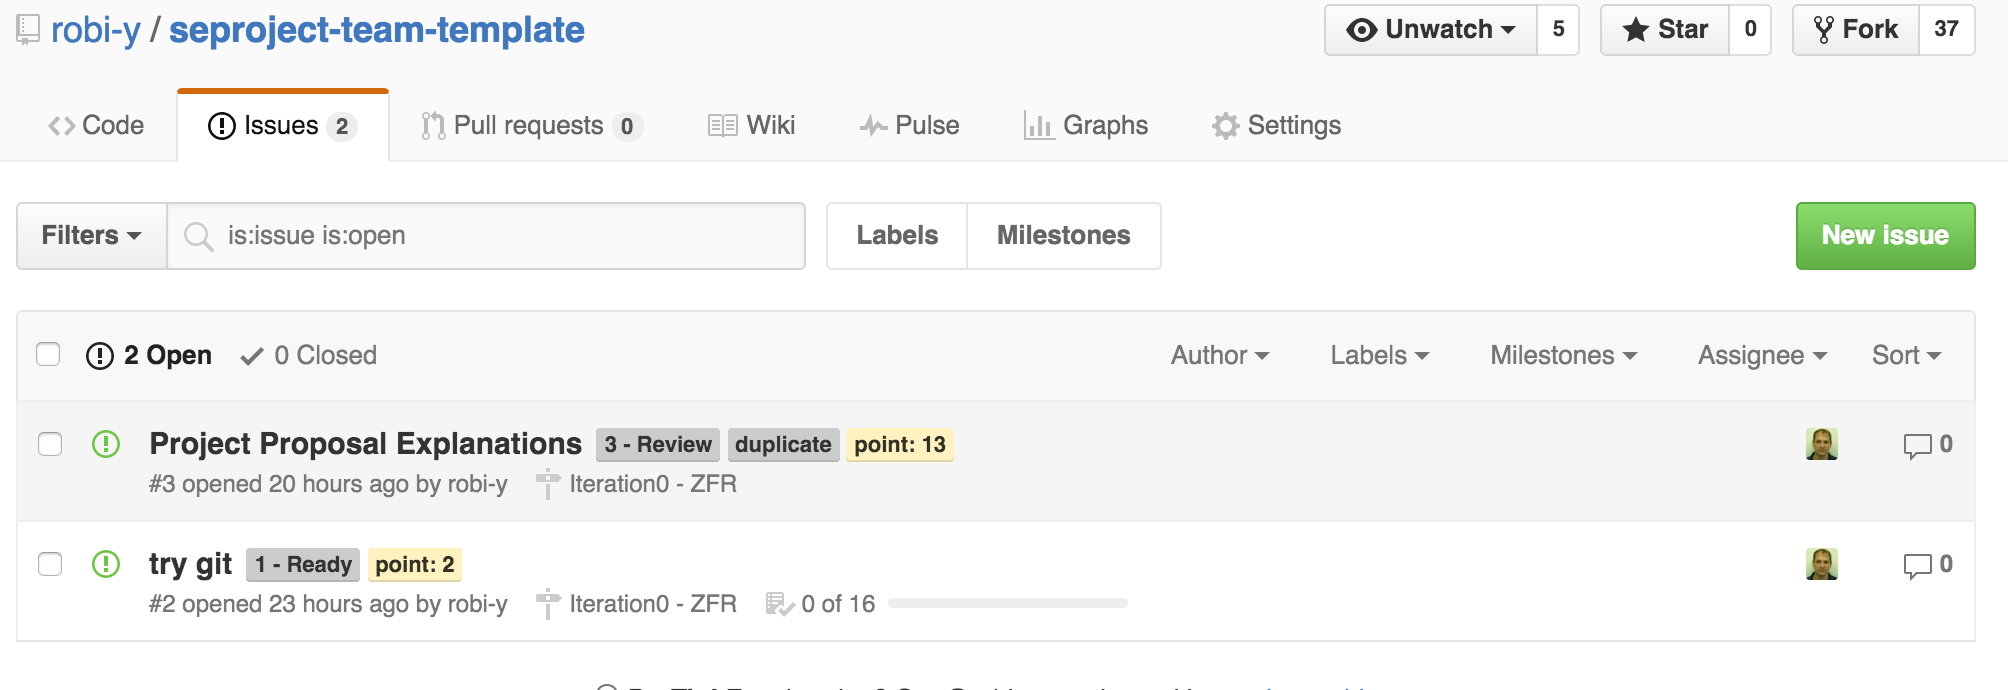 robi-y / seproject-team-template
Unwatch 5 Star 0 Fork 37
Code Issues 2 Pull requests 0 Wiki Pulse Graphs Settings
Filters is:issue is:open Labels Milestones New issue
2 Open 0 Closed Author Labels Milestones Assignee Sort
Project Proposal Explanations 3 - Review duplicate point: 13 0
#3 opened 20 hours ago by robi-y Iteration0 - ZFR
try git 1 - Ready point: 2 0
#2 opened 23 hours ago by robi-y Iteration0 - ZFR 0 of 16